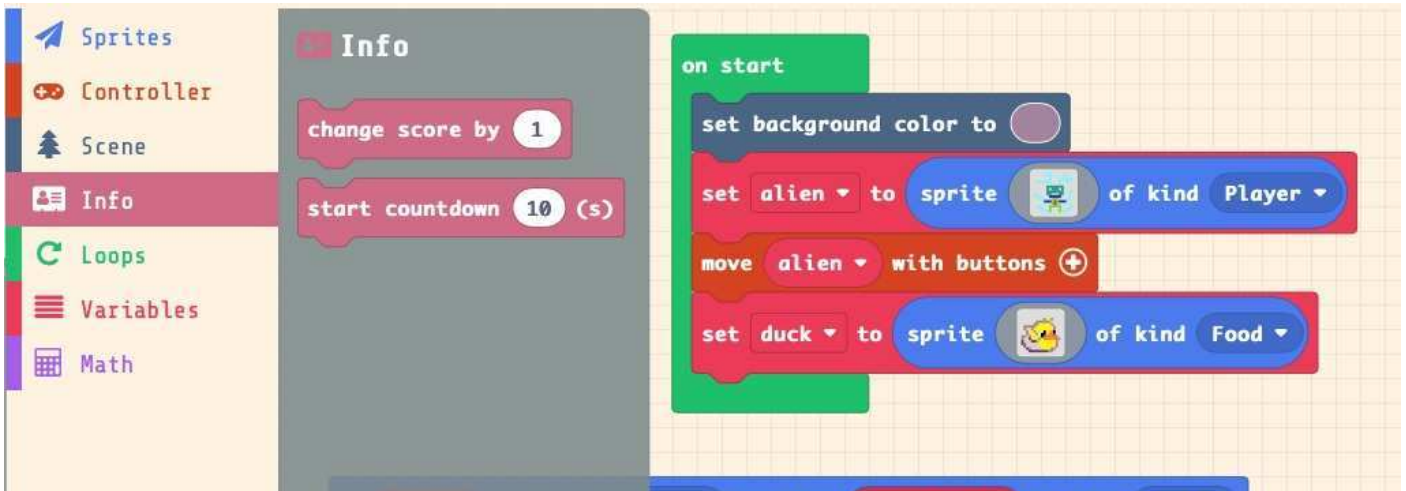 Sprites
Controller
Scene
Info
Loops
Variables
Math
Info
change score by 1
start countdown 10 (s)
on start
set background color to
set alien to sprite of kind Player
move alien with buttons
set duck to sprite of kind Food